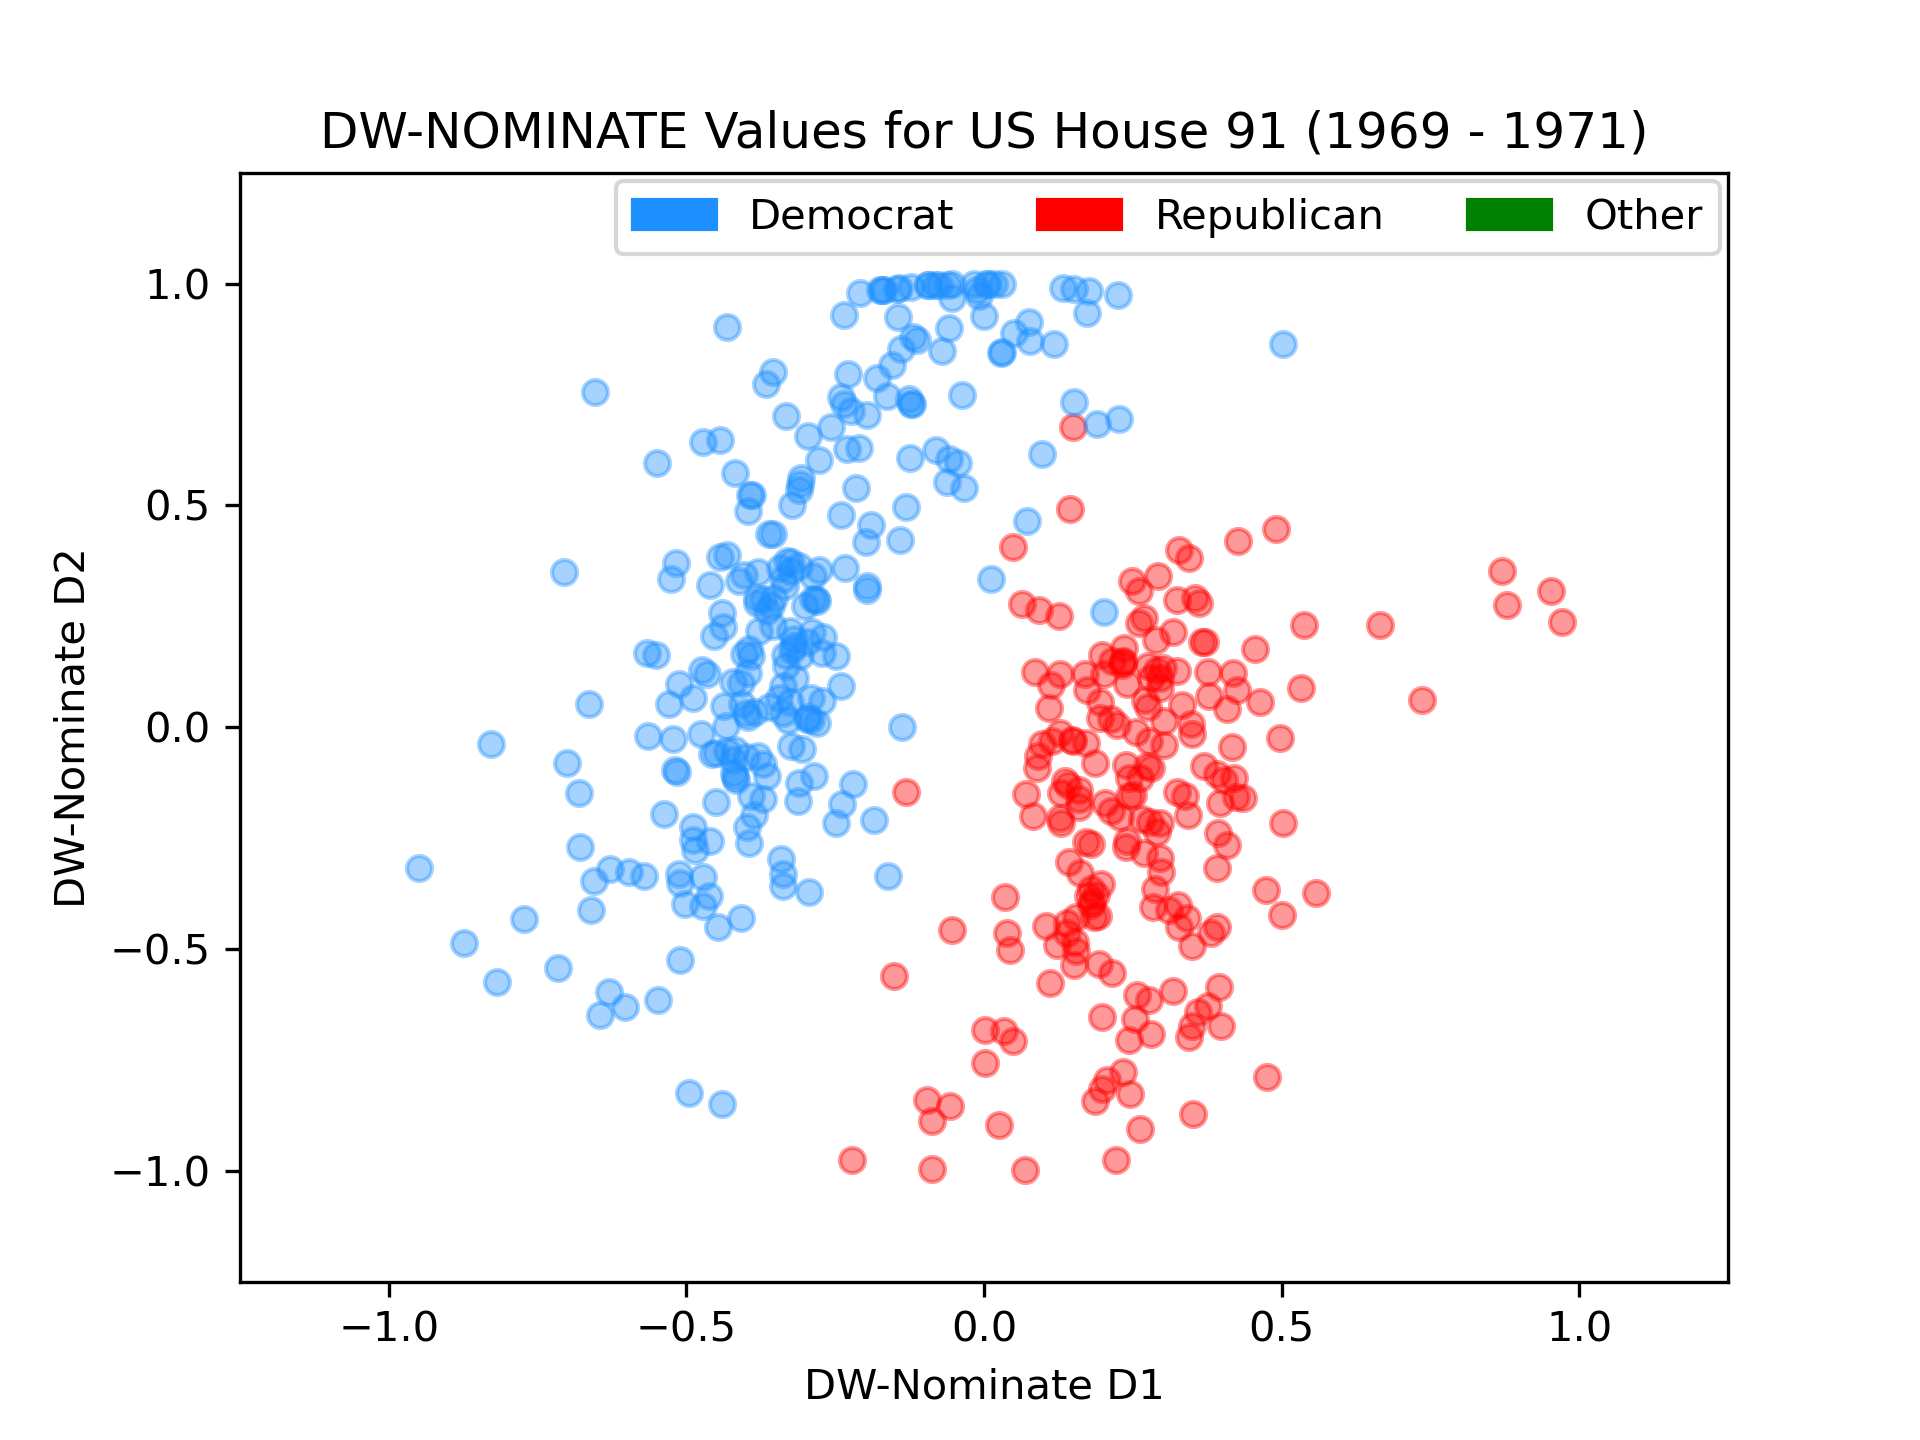 DW-NOMINATE Values for US House 91 (1969 - 1971)
Democrat Republican Other
1.0
0.5
0.0
−0.5
−1.0
DW-Nominate D2
−1.0 −0.5 0.0 0.5 1.0
DW-Nominate D1